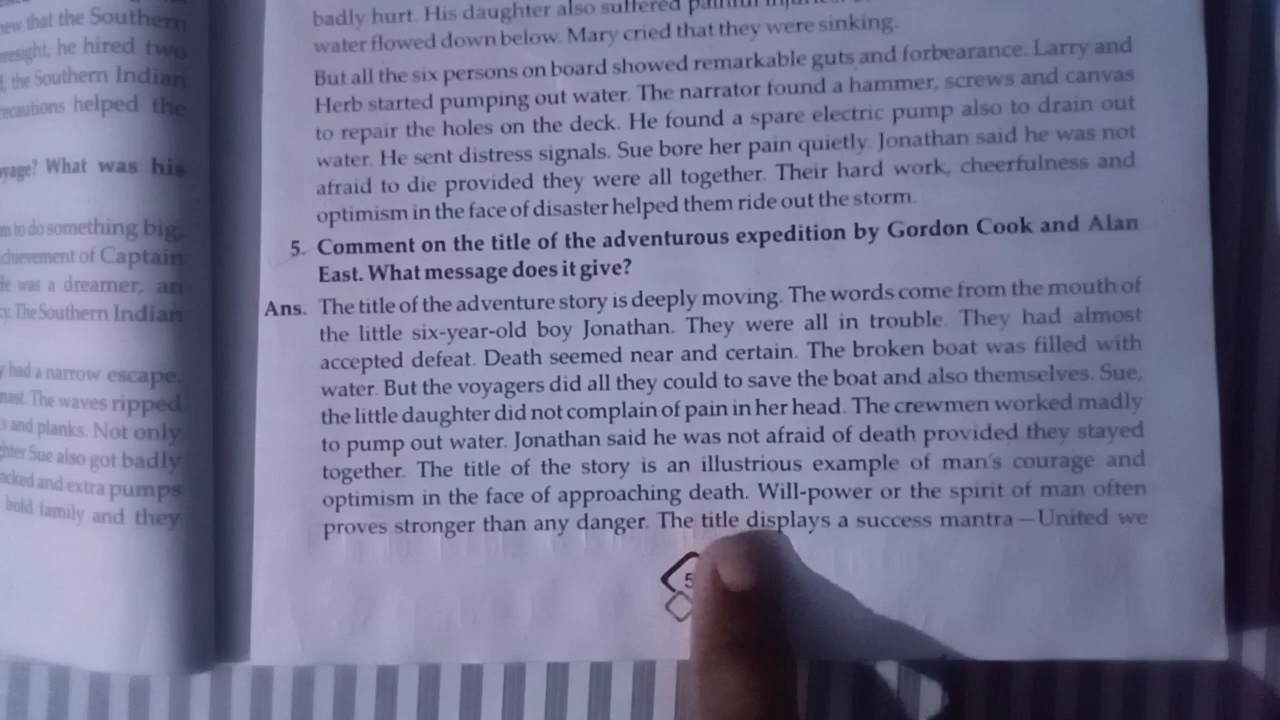 new that the Southern
he hired two
the Southern Indian
helped the
What was his
to do something big,
of Captain
was a dreamer, an
The Southern Indian
had a narrow escape.
The waves ripped
and planks. Not only
Sue also got badly
and extra pumps
bold family and they
badly hurt. His daughter also suffered painful
water flowed down below. Mary cried that they were sinking.
But all the six persons on board showed remarkable guts and forbearance. Larry and
Herb started pumping out water. The narrator found a hammer, screws and canvas
to repair the holes on the deck. He found a spare electric pump also to drain out
water. He sent distress signals. Sue bore her pain quietly. Jonathan said he was not
afraid to die provided they were all together. Their hard work, cheerfulness and
optimism in the face of disaster helped them ride out the storm.
5. Comment on the title of the adventurous expedition by Gordon Cook and Alan
East. What message does it give?
Ans. The title of the adventure story is deeply moving. The words come from the mouth of
the little six-year-old boy Jonathan. They were all in trouble. They had almost
accepted defeat. Death seemed near and certain. The broken boat was filled with
water. But the voyagers did all they could to save the boat and also themselves. Sue,
the little daughter did not complain of pain in her head. The crewmen worked madly
to pump out water. Jonathan said he was not afraid of death provided they stayed
together. The title of the story is an illustrious example of man's courage and
optimism in the face of approaching death. Will-power or the spirit of man often
proves stronger than any danger. The title displays a success mantra—United we
5